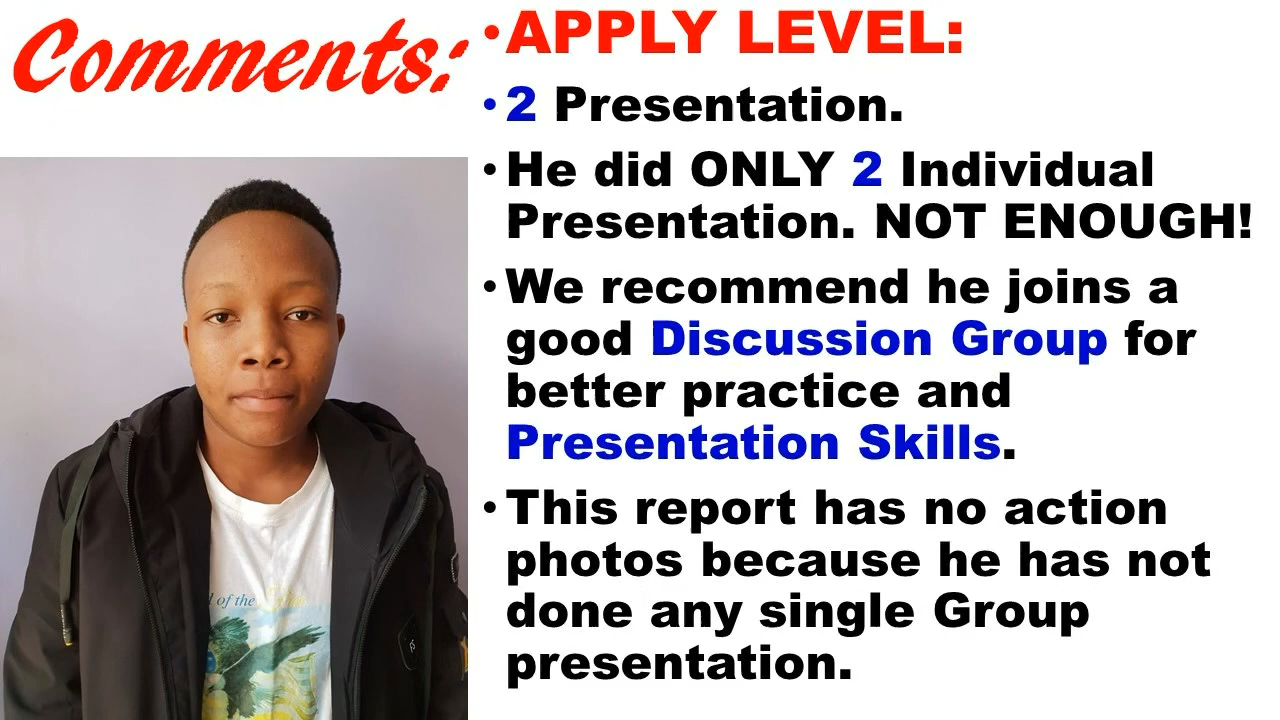 Comments:
•APPLY LEVEL:
•2 Presentation.
•He did ONLY 2 Individual
Presentation. NOT ENOUGH!
•We recommend he joins a
good Discussion Group for
better practice and
Presentation Skills.
•This report has no action
photos because he has not
done any single Group
presentation.
of the